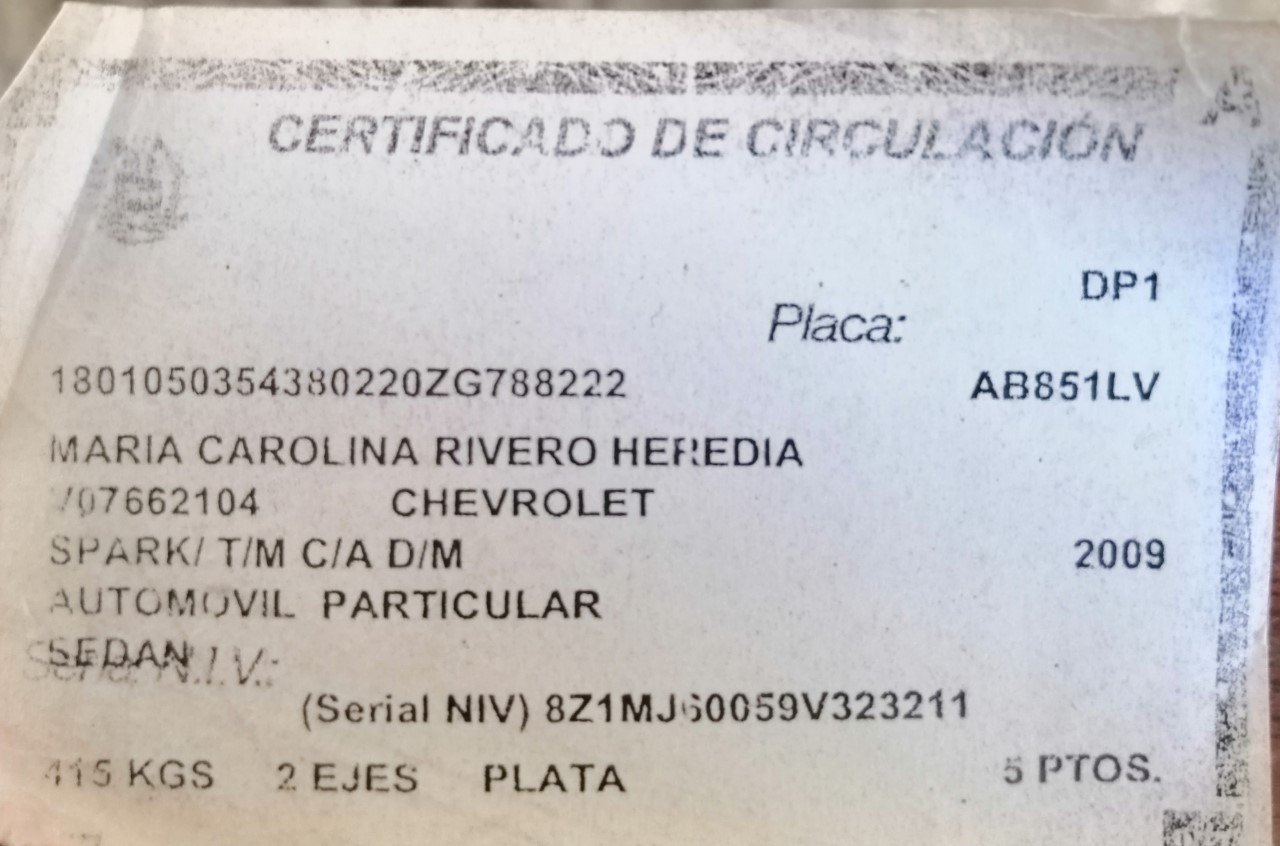 CERTIFICADO DE CIRCULACIÓN
DP1
Placa:
1801050354380220ZG788222 AB851LV
MARIA CAROLINA RIVERO HEREDIA
V07662104 CHEVROLET
SPARK/ T/M C/A D/M 2009
AUTOMOVIL PARTICULAR
SEDAN
Serial N.I.V.:
(Serial NIV) 8Z1MJ60059V323211
415 KGS 2 EJES PLATA 5 PTOS.